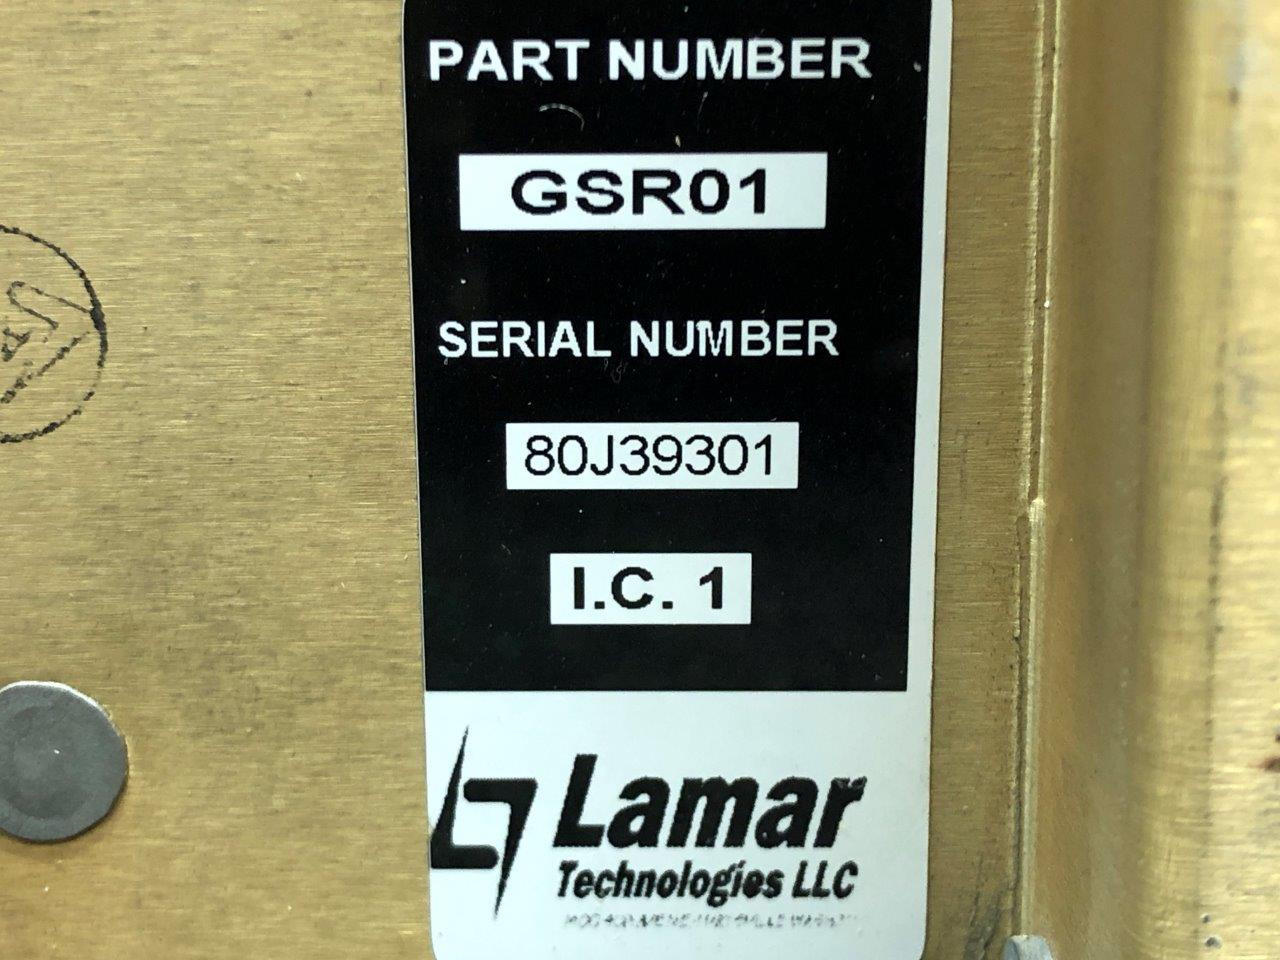 PART NUMBER
GSR01
SERIAL NUMBER
80J39301
I.C. 1
Lamar
Technologies LLC